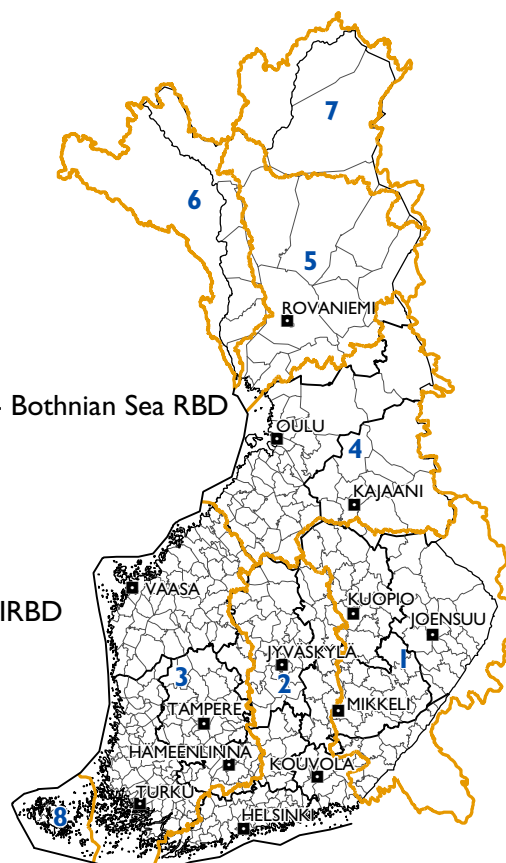 7
6
5
ROVANIEMI
Bothnian Sea RBD
OULU
4
KAJAANI
VAASA
KUOPIO
IRBD
JOENSUU
JYVÄSKYLÄ
1
3
2
TAMPERE
MIKKELI
HÄMEENLINNA
KOUVOLA
TURKU
8
HELSINKI